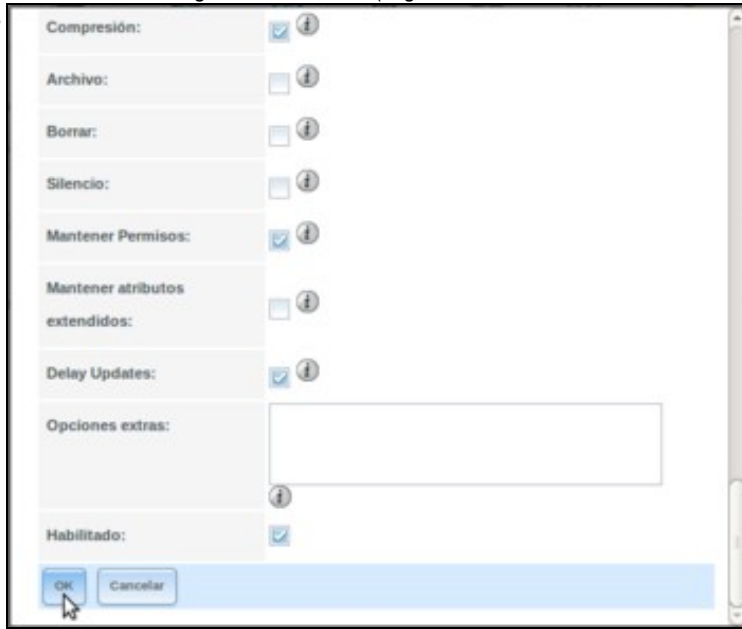 Compresión:
Archivo:
Borrar:
Silencio:
Mantener Permisos:
Mantener atributos
extendidos:
Delay Updates:
Opciones extras:
Habilitado:
OK Cancelar